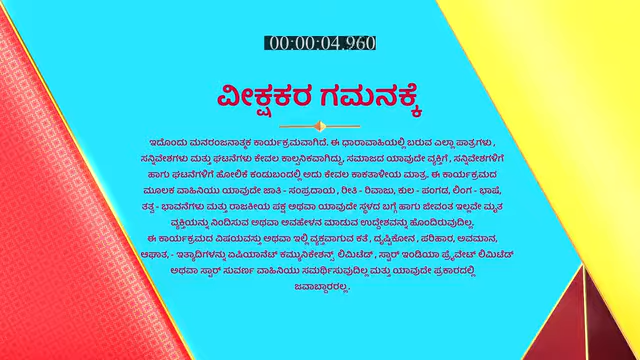 00:00:04.960
ವೀಕ್ಷಕರ ಗಮನಕ್ಕೆ
ಇದೊಂದು ಮನರಂಜನಾತ್ಮಕ ಕಾರ್ಯಕ್ರಮವಾಗಿದೆ. ಈ ಧಾರಾವಾಹಿಯಲ್ಲಿ ಬರುವ ಎಲ್ಲಾ ಪಾತ್ರಗಳು ,
ಸನ್ನಿವೇಶಗಳು ಮತ್ತು ಘಟನೆಗಳು ಕೇವಲ ಕಾಲ್ಪನಿಕವಾಗಿದ್ದು, ಸಮಾಜದ ಯಾವುದೇ ವ್ಯಕ್ತಿಗೆ , ಸನ್ನಿವೇಶಗಳಿಗೆ
ಹಾಗು ಘಟನೆಗಳಿಗೆ ಹೋಲಿಕೆ ಕಂಡುಬಂದಲ್ಲಿ ಅದು ಕೇವಲ ಕಾಕತಾಳೀಯ ಮಾತ್ರ. ಈ ಕಾರ್ಯಕ್ರಮದ
ಮೂಲಕ ವಾಹಿನಿಯು ಯಾವುದೇ ಜಾತಿ - ಸಂಪ್ರದಾಯ , ರೀತಿ - ರಿವಾಜು, ಕುಲ - ಪಂಗಡ, ಲಿಂಗ - ಭಾಷೆ,
ತತ್ವ - ಭಾವನೆಗಳು ಮತ್ತು ರಾಜಕೀಯ ಪಕ್ಷ ಅಥವಾ ಯಾವುದೇ ಸ್ಥಳದ ಬಗ್ಗೆ ಹಾಗು ಜೀವಂತ ಇಲ್ಲವೇ ಮೃತ
ವ್ಯಕ್ತಿಯನ್ನು ನಿಂದಿಸುವ ಅಥವಾ ಅವಹೇಳನ ಮಾಡುವ ಉದ್ದೇಶವನ್ನು ಹೊಂದಿರುವುದಿಲ್ಲ.
ಈ ಕಾರ್ಯಕ್ರಮದ ವಿಷಯವಸ್ತು ಅಥವಾ ಇಲ್ಲಿ ವ್ಯಕ್ತವಾಗುವ ಕತೆ , ದೃಷ್ಟಿಕೋನ , ಪರಿಹಾರ, ಅವಮಾನ,
ಆಘಾತ, - ಇತ್ಯಾದಿಗಳನ್ನು ಏಷಿಯಾನೆಟ್ ಕಮ್ಯುನಿಕೇಶನ್ಸ್ ಲಿಮಿಟೆಡ್ , ಸ್ಟಾರ್ ಇಂಡಿಯಾ ಪ್ರೈವೇಟ್ ಲಿಮಿಟೆಡ್
ಅಥವಾ ಸ್ಟಾರ್ ಸುವರ್ಣ ವಾಹಿನಿಯು ಸಮರ್ಥಿಸುವುದಿಲ್ಲ ಮತ್ತು ಯಾವುದೇ ಪ್ರಕಾರದಲ್ಲಿ
ಜವಾಬ್ದಾರರಲ್ಲ.